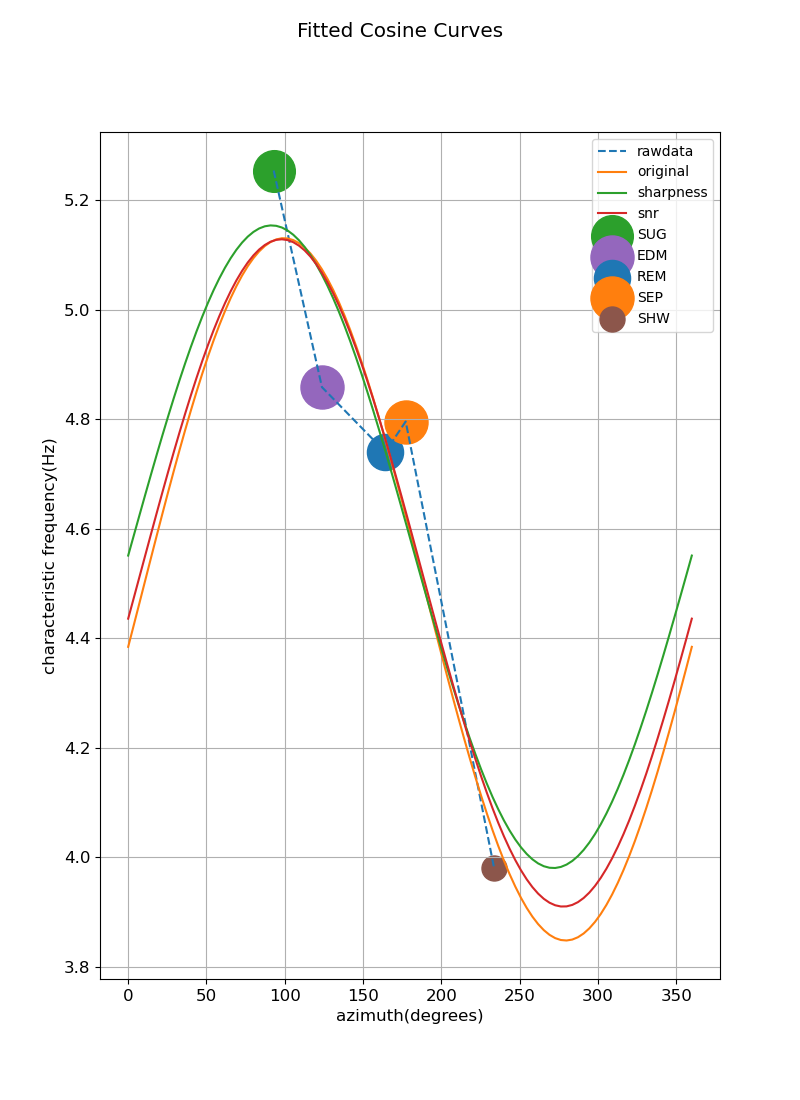 Fitted Cosine Curves
rawdata
original
sharpness
snr
SUG
EDM
REM
SEP
SHW
5.2
5.0
4.8
4.6
4.4
4.2
4.0
3.8
characteristic frequency(Hz)
0 50 100 150 200 250 300 350
azimuth(degrees)